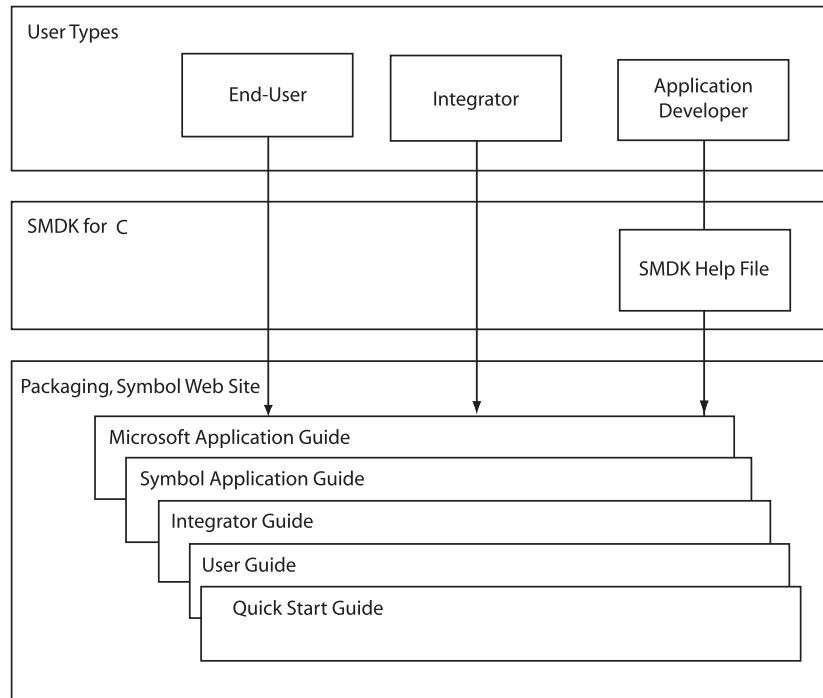 User Types
End-User
Integrator
Application
Developer
SMDK for C
SMDK Help File
Packaging, Symbol Web Site
Microsoft Application Guide
Symbol Application Guide
Integrator Guide
User Guide
Quick Start Guide